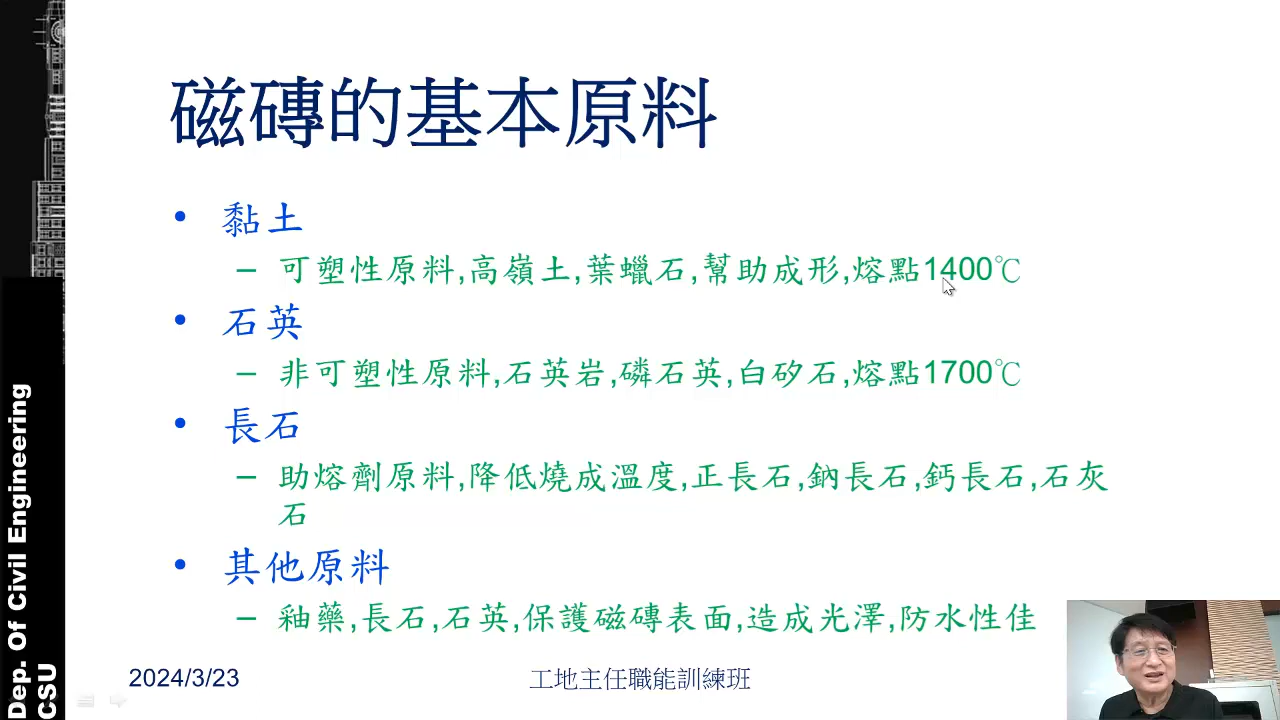 磁磚的基本原料
• 黏土
– 可塑性原料,高嶺土,葉蠟石,幫助成形,熔點1400℃
• 石英
– 非可塑性原料,石英岩,磷石英,白矽石,熔點1700℃
• 長石
– 助熔劑原料,降低燒成溫度,正長石,鈉長石,鈣長石,石灰
石
• 其他原料
– 釉藥,長石,石英,保護磁磚表面,造成光澤,防水性佳
2024/3/23
工地主任職能訓練班
Dep. Of Civil Engineering
CSU